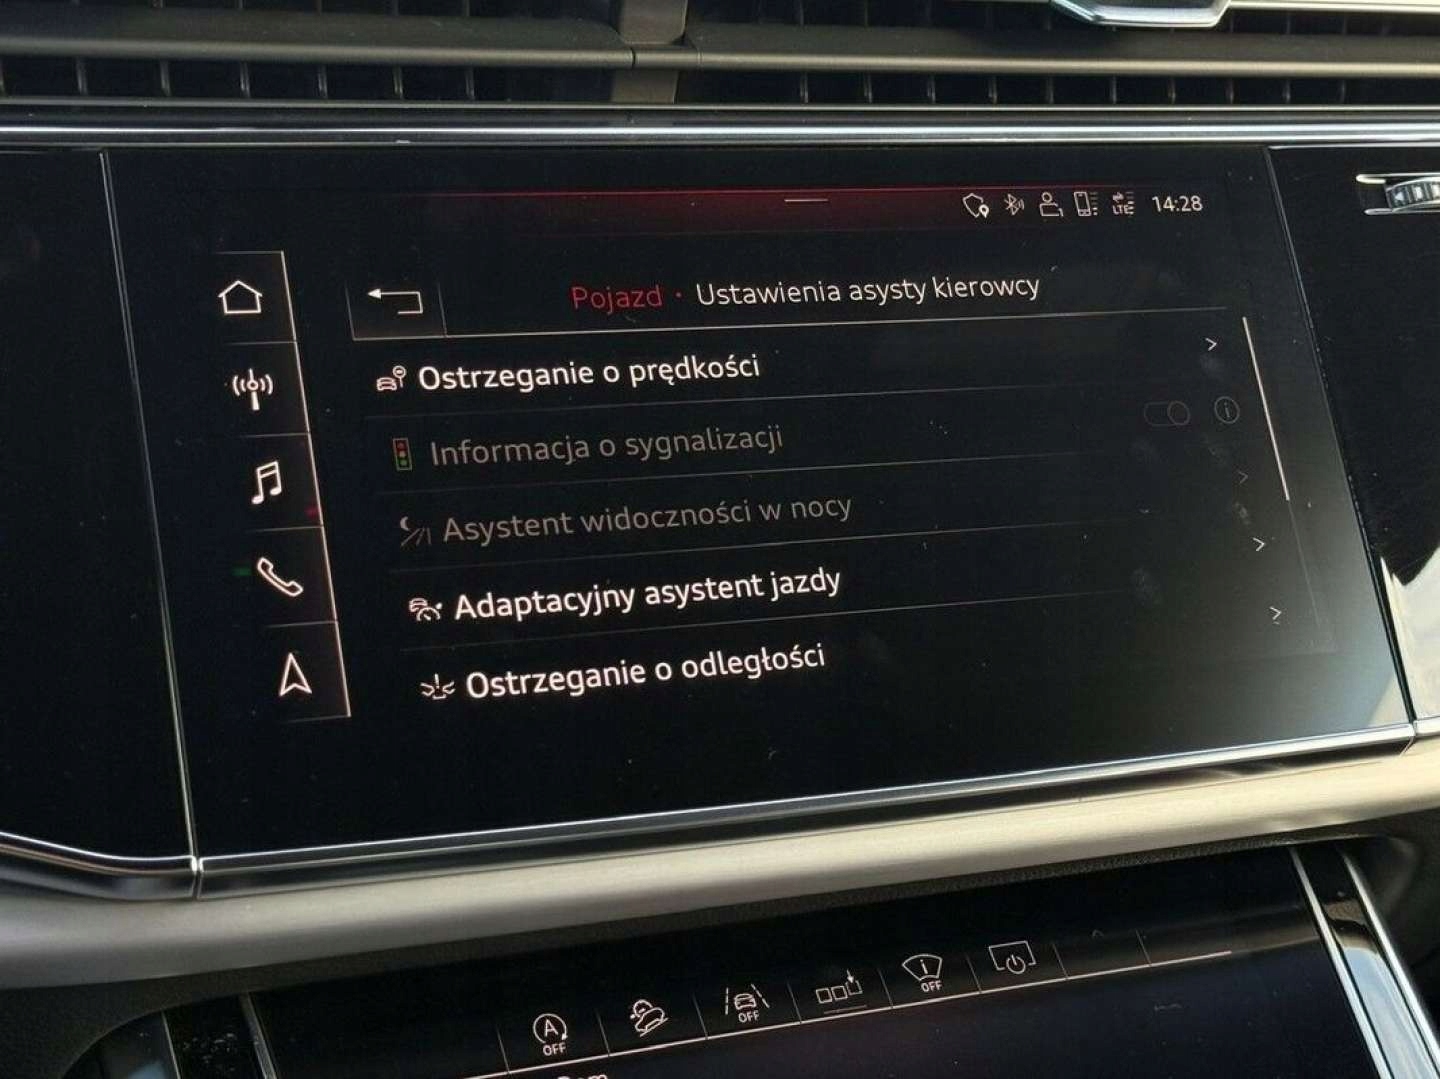 LTE 14:28
Pojazd · Ustawienia asysty kierowcy
Ostrzeganie o prędkości
Informacja o sygnalizacji
Asystent widoczności w nocy
Adaptacyjny asystent jazdy
Ostrzeganie o odległości
A
OFF
OFF
OFF